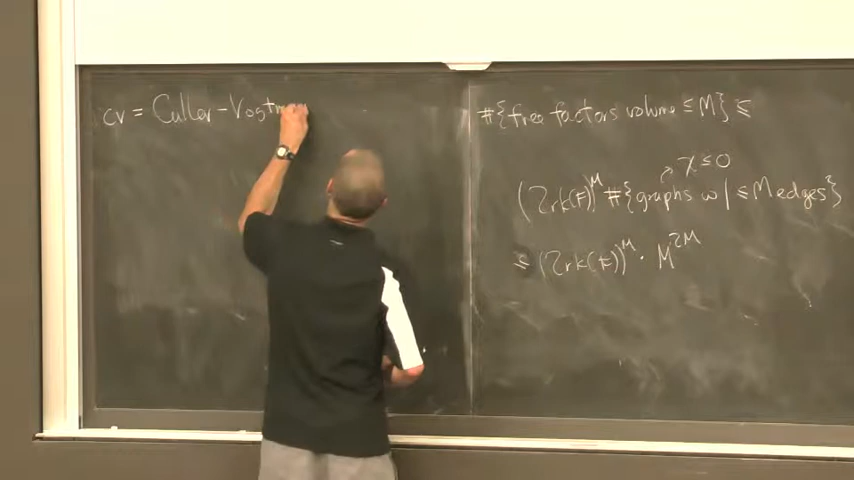 cv = Culler-Vogtm
#{free factors volume ≤ M} ≤
χ ≤ 0
(2rk(F))^M #{graphs w/ ≤ M edges}
≤ (2rk(F))^M · M^2M